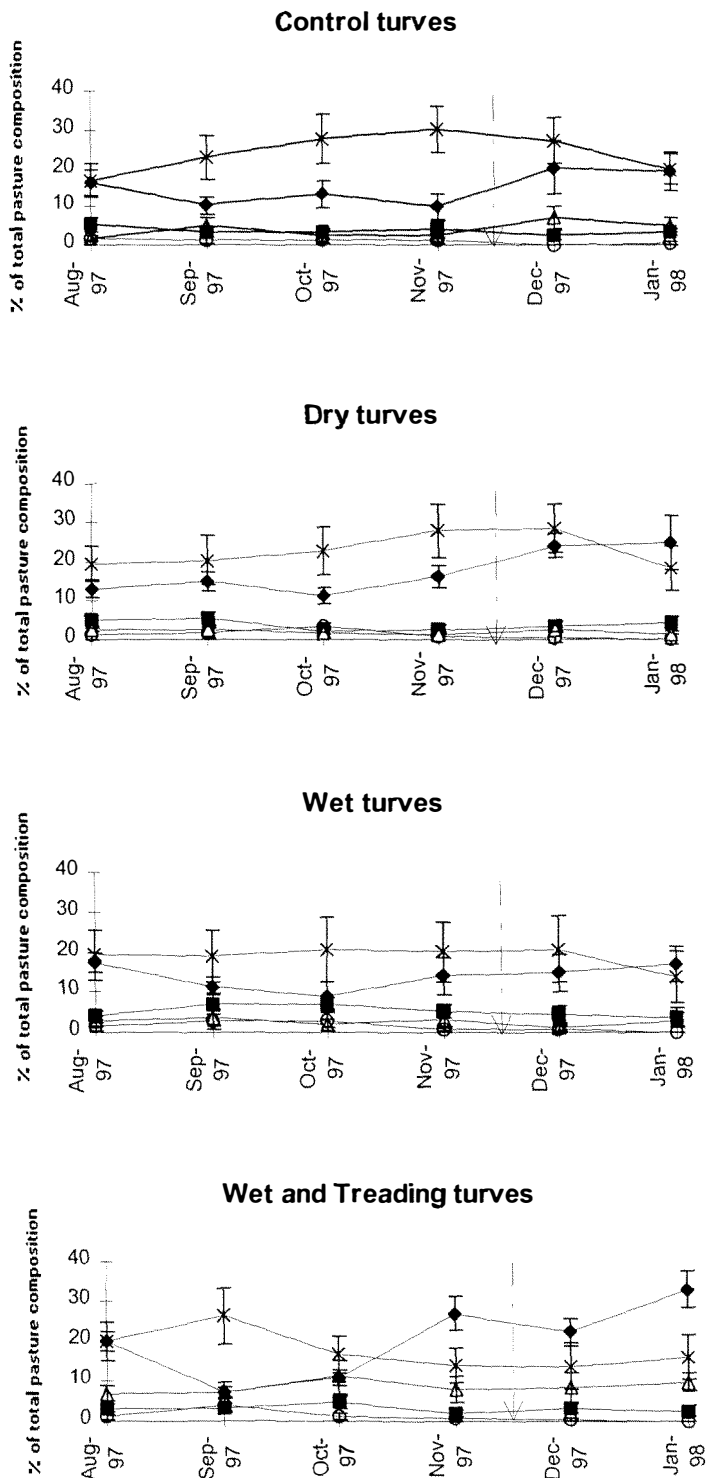 Control turves
% of total pasture composition
40
30
20
10
0
Aug-
97
Sep-
97
Oct-
97
Nov-
97
Dec-
97
Jan-
98
Dry turves
% of total pasture composition
40
30
20
10
0
Aug-
97
Sep-
97
Oct-
97
Nov-
97
Dec-
97
Jan-
98
Wet turves
% of total pasture composition
40
30
20
10
0
Aug-
97
Sep-
97
Oct-
97
Nov-
97
Dec-
97
Jan-
98
Wet and Treading turves
% of total pasture composition
40
30
20
10
0
Aug-
97
Sep-
97
Oct-
97
Nov-
97
Dec-
97
Jan-
98